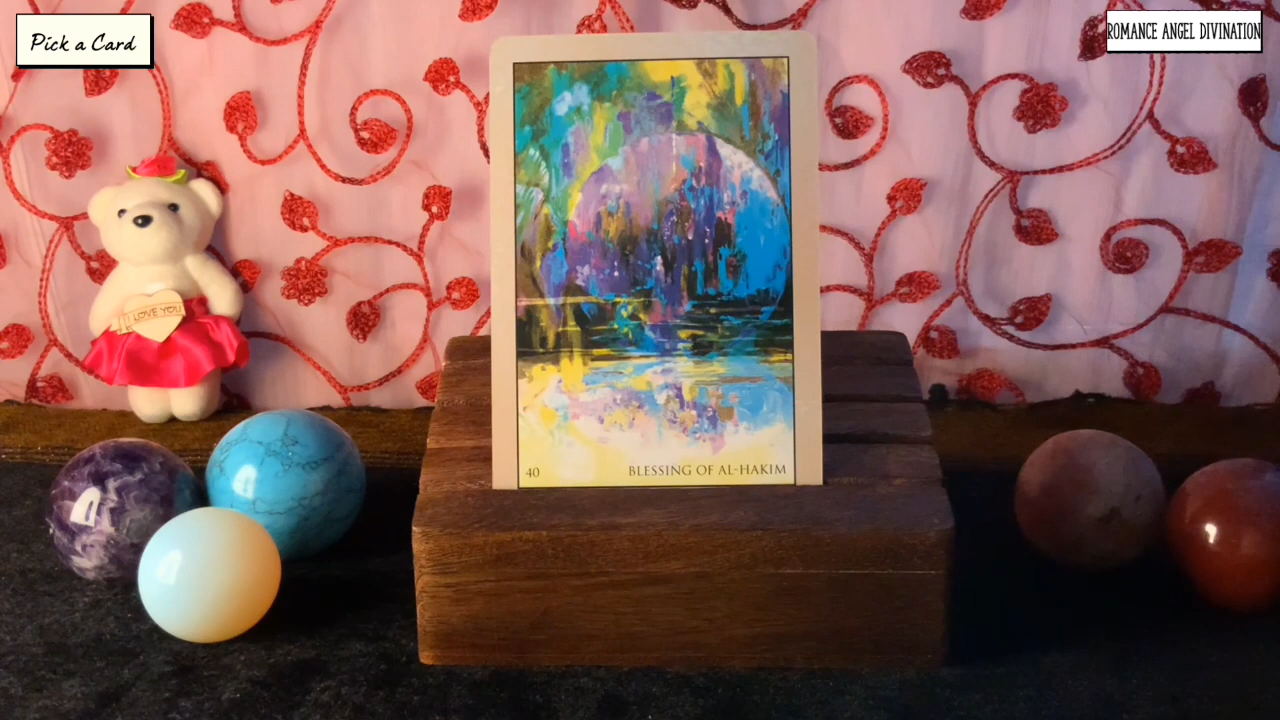 Pick a Card
ROMANCE ANGEL DIVINATION
I LOVE YOU
40
BLESSING OF AL-HAKIM